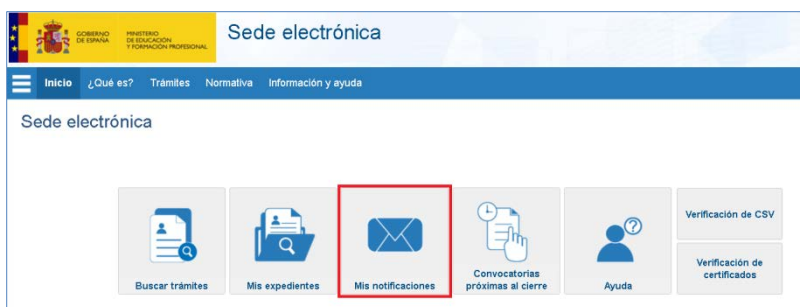 GOBIERNO
DE ESPAÑA
MINISTERIO
DE EDUCACIÓN
Y FORMACIÓN PROFESIONAL
Sede electrónica
Inicio ¿Qué es? Trámites Normativa Información y ayuda
Sede electrónica
Buscar trámites
Mis expedientes
Mis notificaciones
Convocatorias
próximas al cierre
Ayuda
Verificación de CSV
Verificación de
certificados